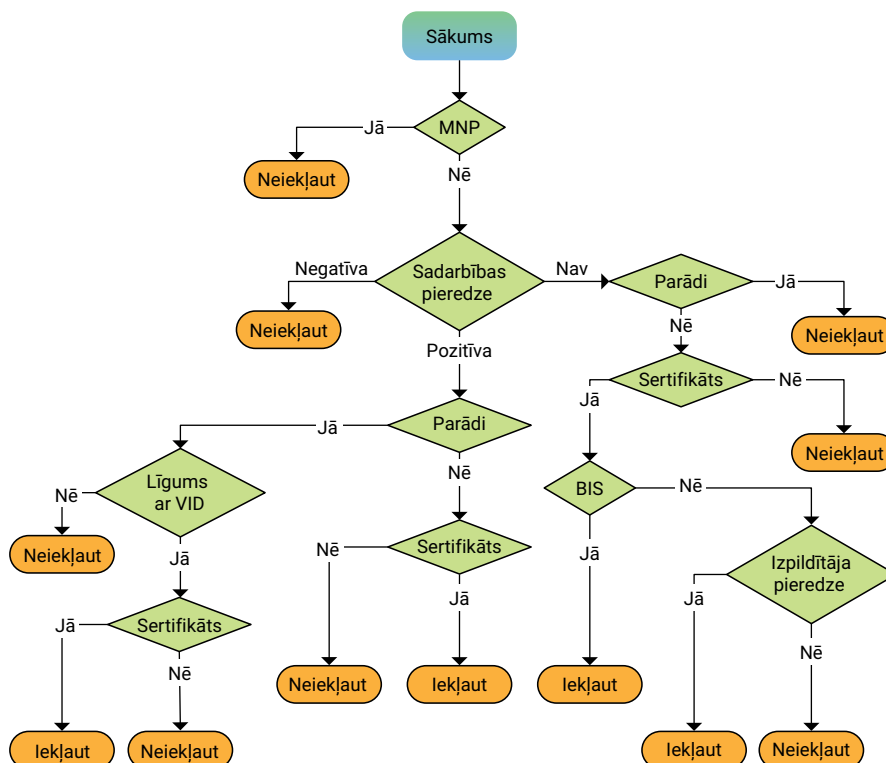 Sākums
MNP
Jā
Neiekļaut
Nē
Sadarbības
pieredze
Negatīva
Neiekļaut
Nav
Parādi
Jā
Neiekļaut
Nē
Pozitīva
Sertifikāts
Nē
Neiekļaut
Jā
Parādi
Jā
Nē
Līgums
ar VID
Nē
Neiekļaut
Jā
BIS
Nē
Jā
Sertifikāts
Nē
Jā
Izpildītāja
pieredze
Jā
Nē
Sertifikāts
Jā
Nē
Neiekļaut
Iekļaut
Iekļaut
Iekļaut
Neiekļaut
Iekļaut
Neiekļaut